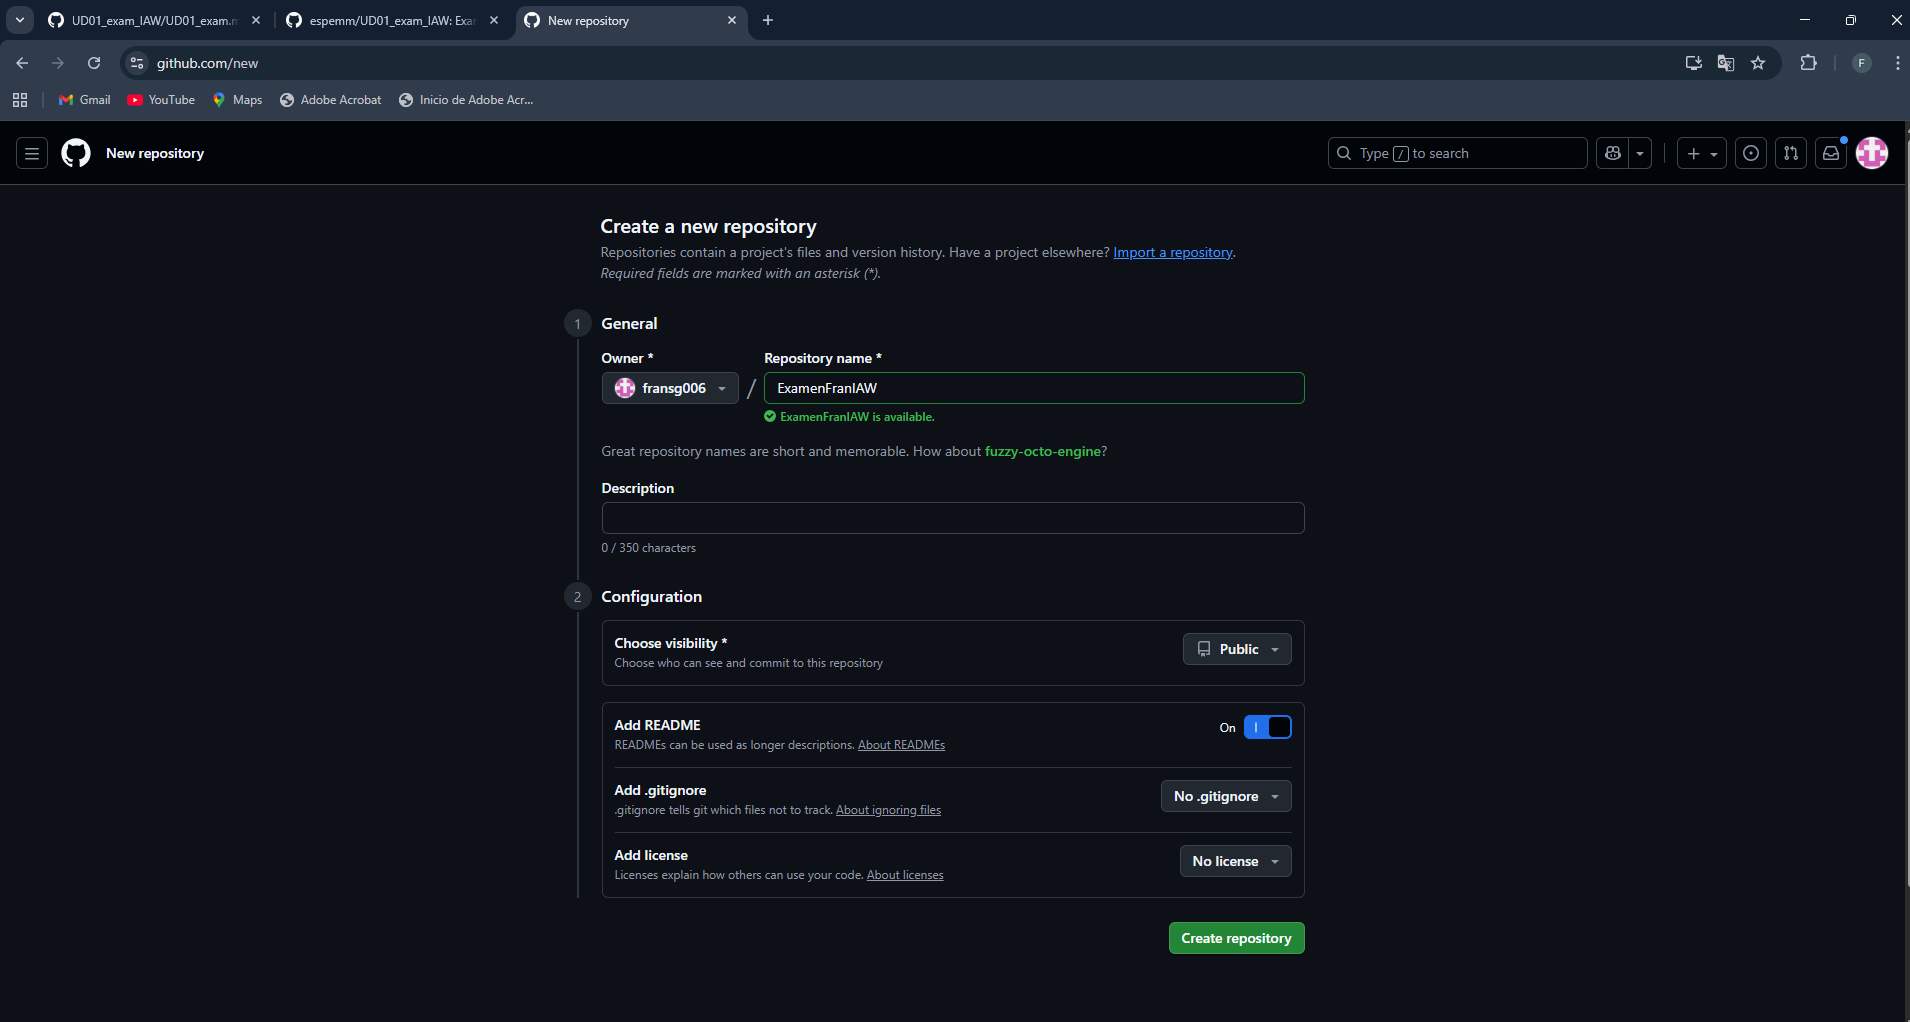 UD01_exam_IAW/UD01_exam.m
espemm/UD01_exam_IAW: Exa
New repository
github.com/new
F
Gmail
YouTube
Maps
Adobe Acrobat
Inicio de Adobe Acr...
New repository
Type / to search
Create a new repository
Repositories contain a project's files and version history. Have a project elsewhere? Import a repository.
Required fields are marked with an asterisk (*).
1
General
Owner *
Repository name *
fransg006
/
ExamenFranIAW
ExamenFranIAW is available.
Great repository names are short and memorable. How about fuzzy-octo-engine?
Description
0 / 350 characters
2
Configuration
Choose visibility *
Choose who can see and commit to this repository
Public
Add README
READMEs can be used as longer descriptions. About READMEs
On
Add .gitignore
.gitignore tells git which files not to track. About ignoring files
No .gitignore
Add license
Licenses explain how others can use your code. About licenses
No license
Create repository